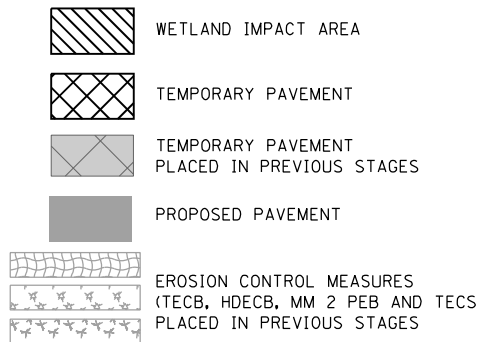 WETLAND IMPACT AREA
TEMPORARY PAVEMENT
TEMPORARY PAVEMENT
PLACED IN PREVIOUS STAGES
PROPOSED PAVEMENT
EROSION CONTROL MEASURES
(TECB, HDECB, MM 2 PEB AND TECS
PLACED IN PREVIOUS STAGES